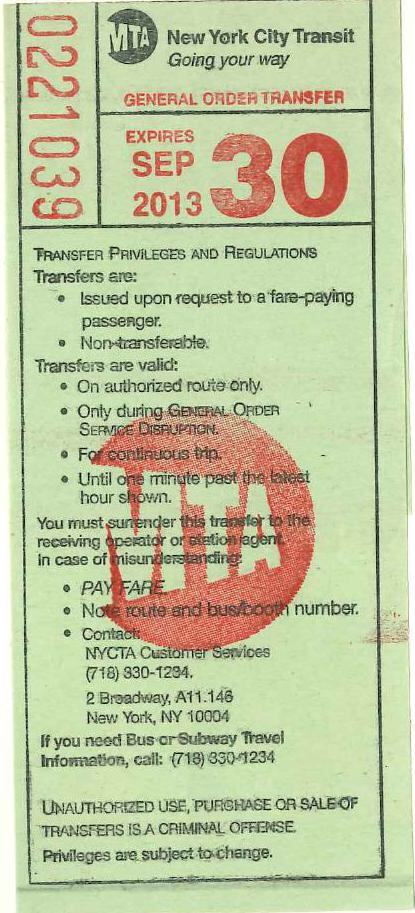 0221039
MTA New York City Transit
Going your way
GENERAL ORDER TRANSFER
EXPIRES
SEP 30
2013
TRANSFER PRIVILEGES AND REGULATIONS
Transfers are:
• Issued upon request to a fare-paying
passenger.
• Non-transferable.
Transfers are valid:
• On authorized route only.
• Only during GENERAL ORDER
SERVICE DISRUPTION.
• For continuous trip.
• Until one minute past the latest
hour shown.
You must surrender this transfer to the
receiving operator or station agent.
In case of misunderstanding:
• PAY FARE.
• Note route and bus/booth number.
• Contact:
NYCTA Customer Services
(718) 330-1234.
2 Broadway, A11.146
New York, NY 10004
If you need Bus or Subway Travel
Information, call: (718) 330-1234
UNAUTHORIZED USE, PURCHASE OR SALE OF
TRANSFERS IS A CRIMINAL OFFENSE.
Privileges are subject to change.
MTA